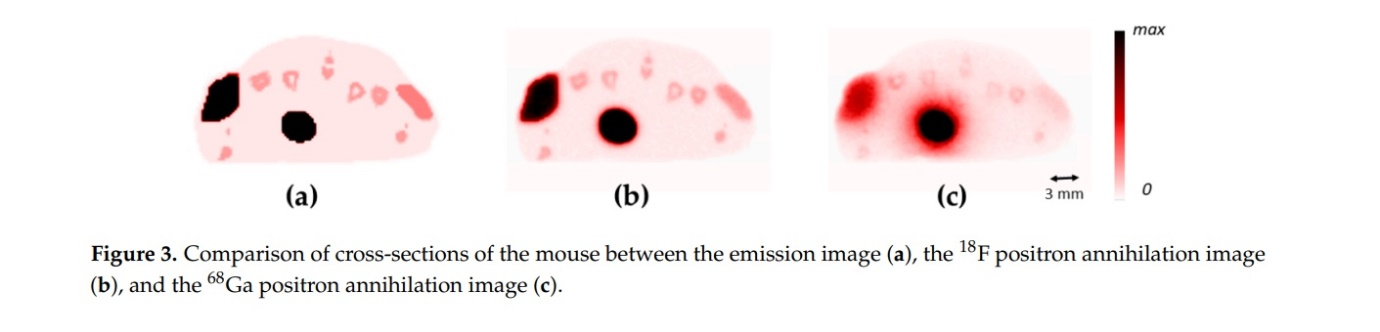 max
(a)
(b)
(c)
3 mm
0
Figure 3. Comparison of cross-sections of the mouse between the emission image (a), the ¹⁸F positron annihilation image
(b), and the ⁶⁸Ga positron annihilation image (c).